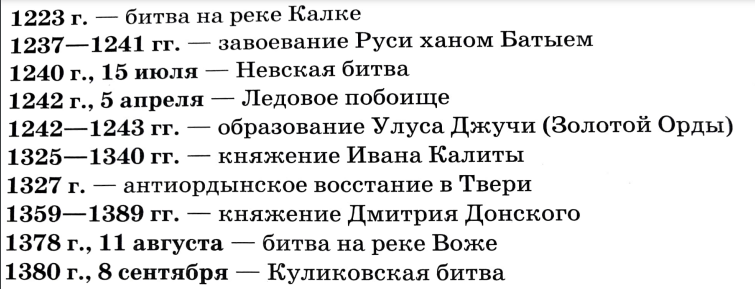 1223 г. — битва на реке Калке
1237—1241 гг. — завоевание Руси ханом Батыем
1240 г., 15 июля — Невская битва
1242 г., 5 апреля — Ледовое побоище
1242—1243 гг. — образование Улуса Джучи (Золотой Орды)
1325—1340 гг. — княжение Ивана Калиты
1327 г. — антиордынское восстание в Твери
1359—1389 гг. — княжение Дмитрия Донского
1378 г., 11 августа — битва на реке Воже
1380 г., 8 сентября — Куликовская битва